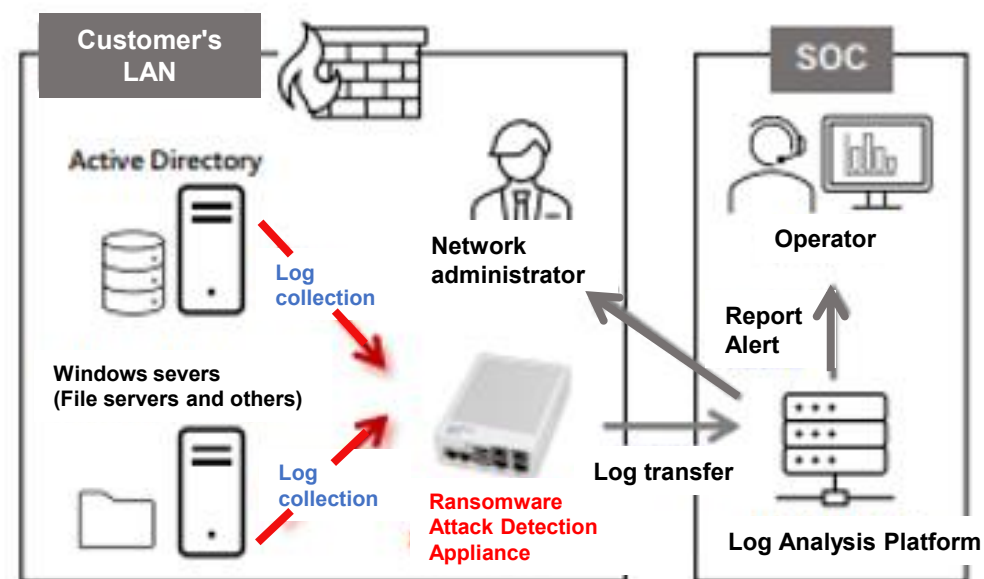 Customer's
LAN
SOC
Active Directory
Network
administrator
Operator
Log
collection
Report
Alert
Windows severs
(File servers and others)
Log
collection
Log transfer
Ransomware
Attack Detection
Appliance
Log Analysis Platform